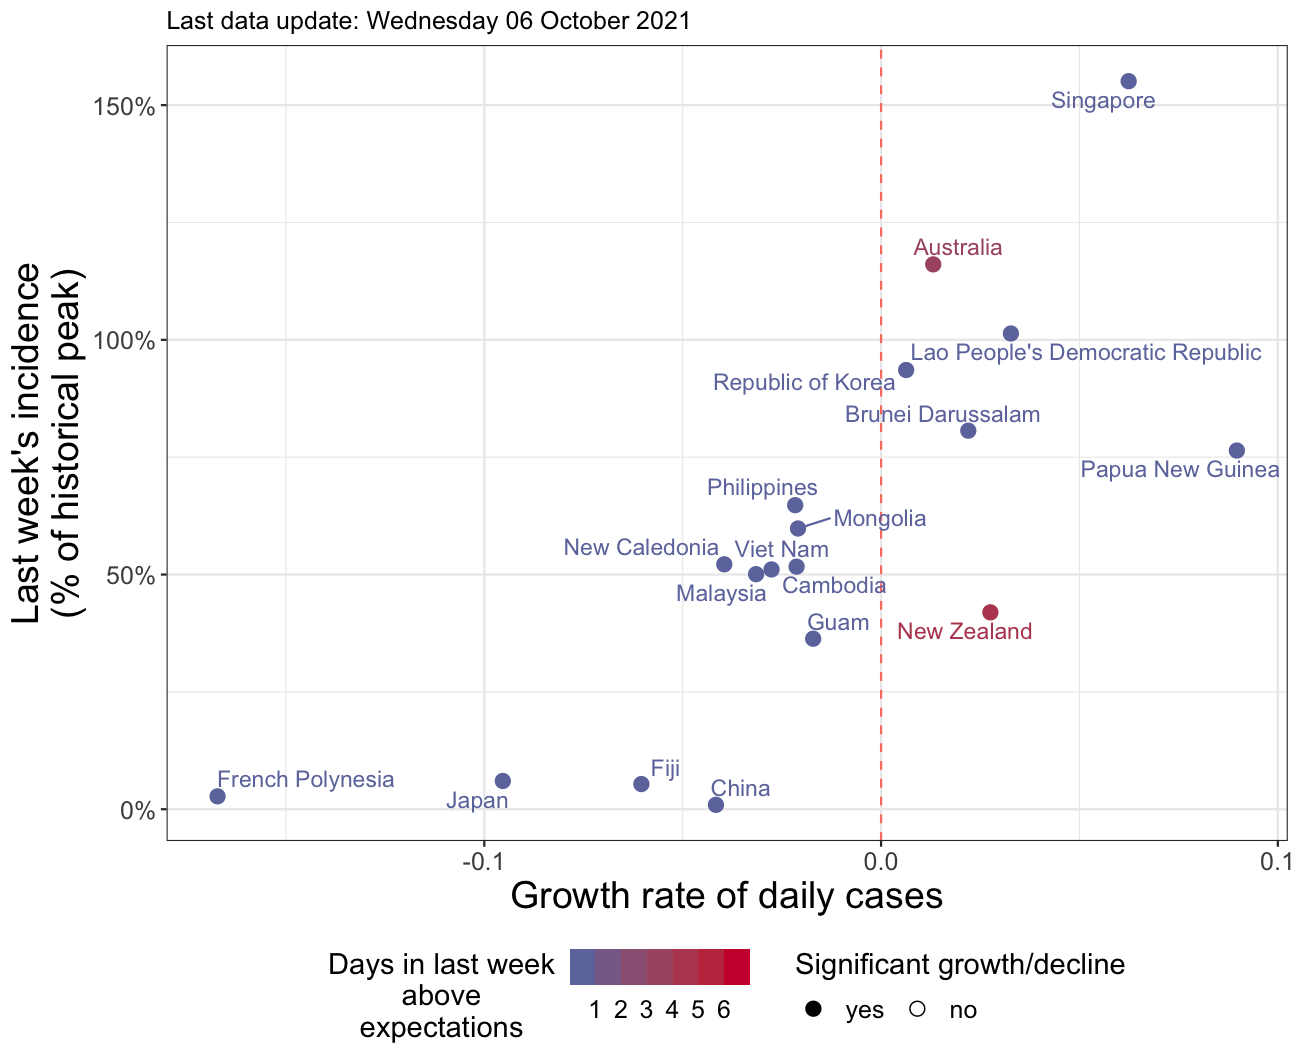 Last data update: Wednesday 06 October 2021
150%
Singapore
Australia
100%
Lao People's Democratic Republic
Republic of Korea
Brunei Darussalam
Papua New Guinea
Philippines
Mongolia
New Caledonia
Viet Nam
50%
Malaysia
Cambodia
Guam
New Zealand
French Polynesia
Fiji
Japan
China
0%
Last week's incidence
(% of historical peak)
-0.1 0.0 0.1
Growth rate of daily cases
Days in last week
above
expectations
1 2 3 4 5 6
Significant growth/decline
yes no